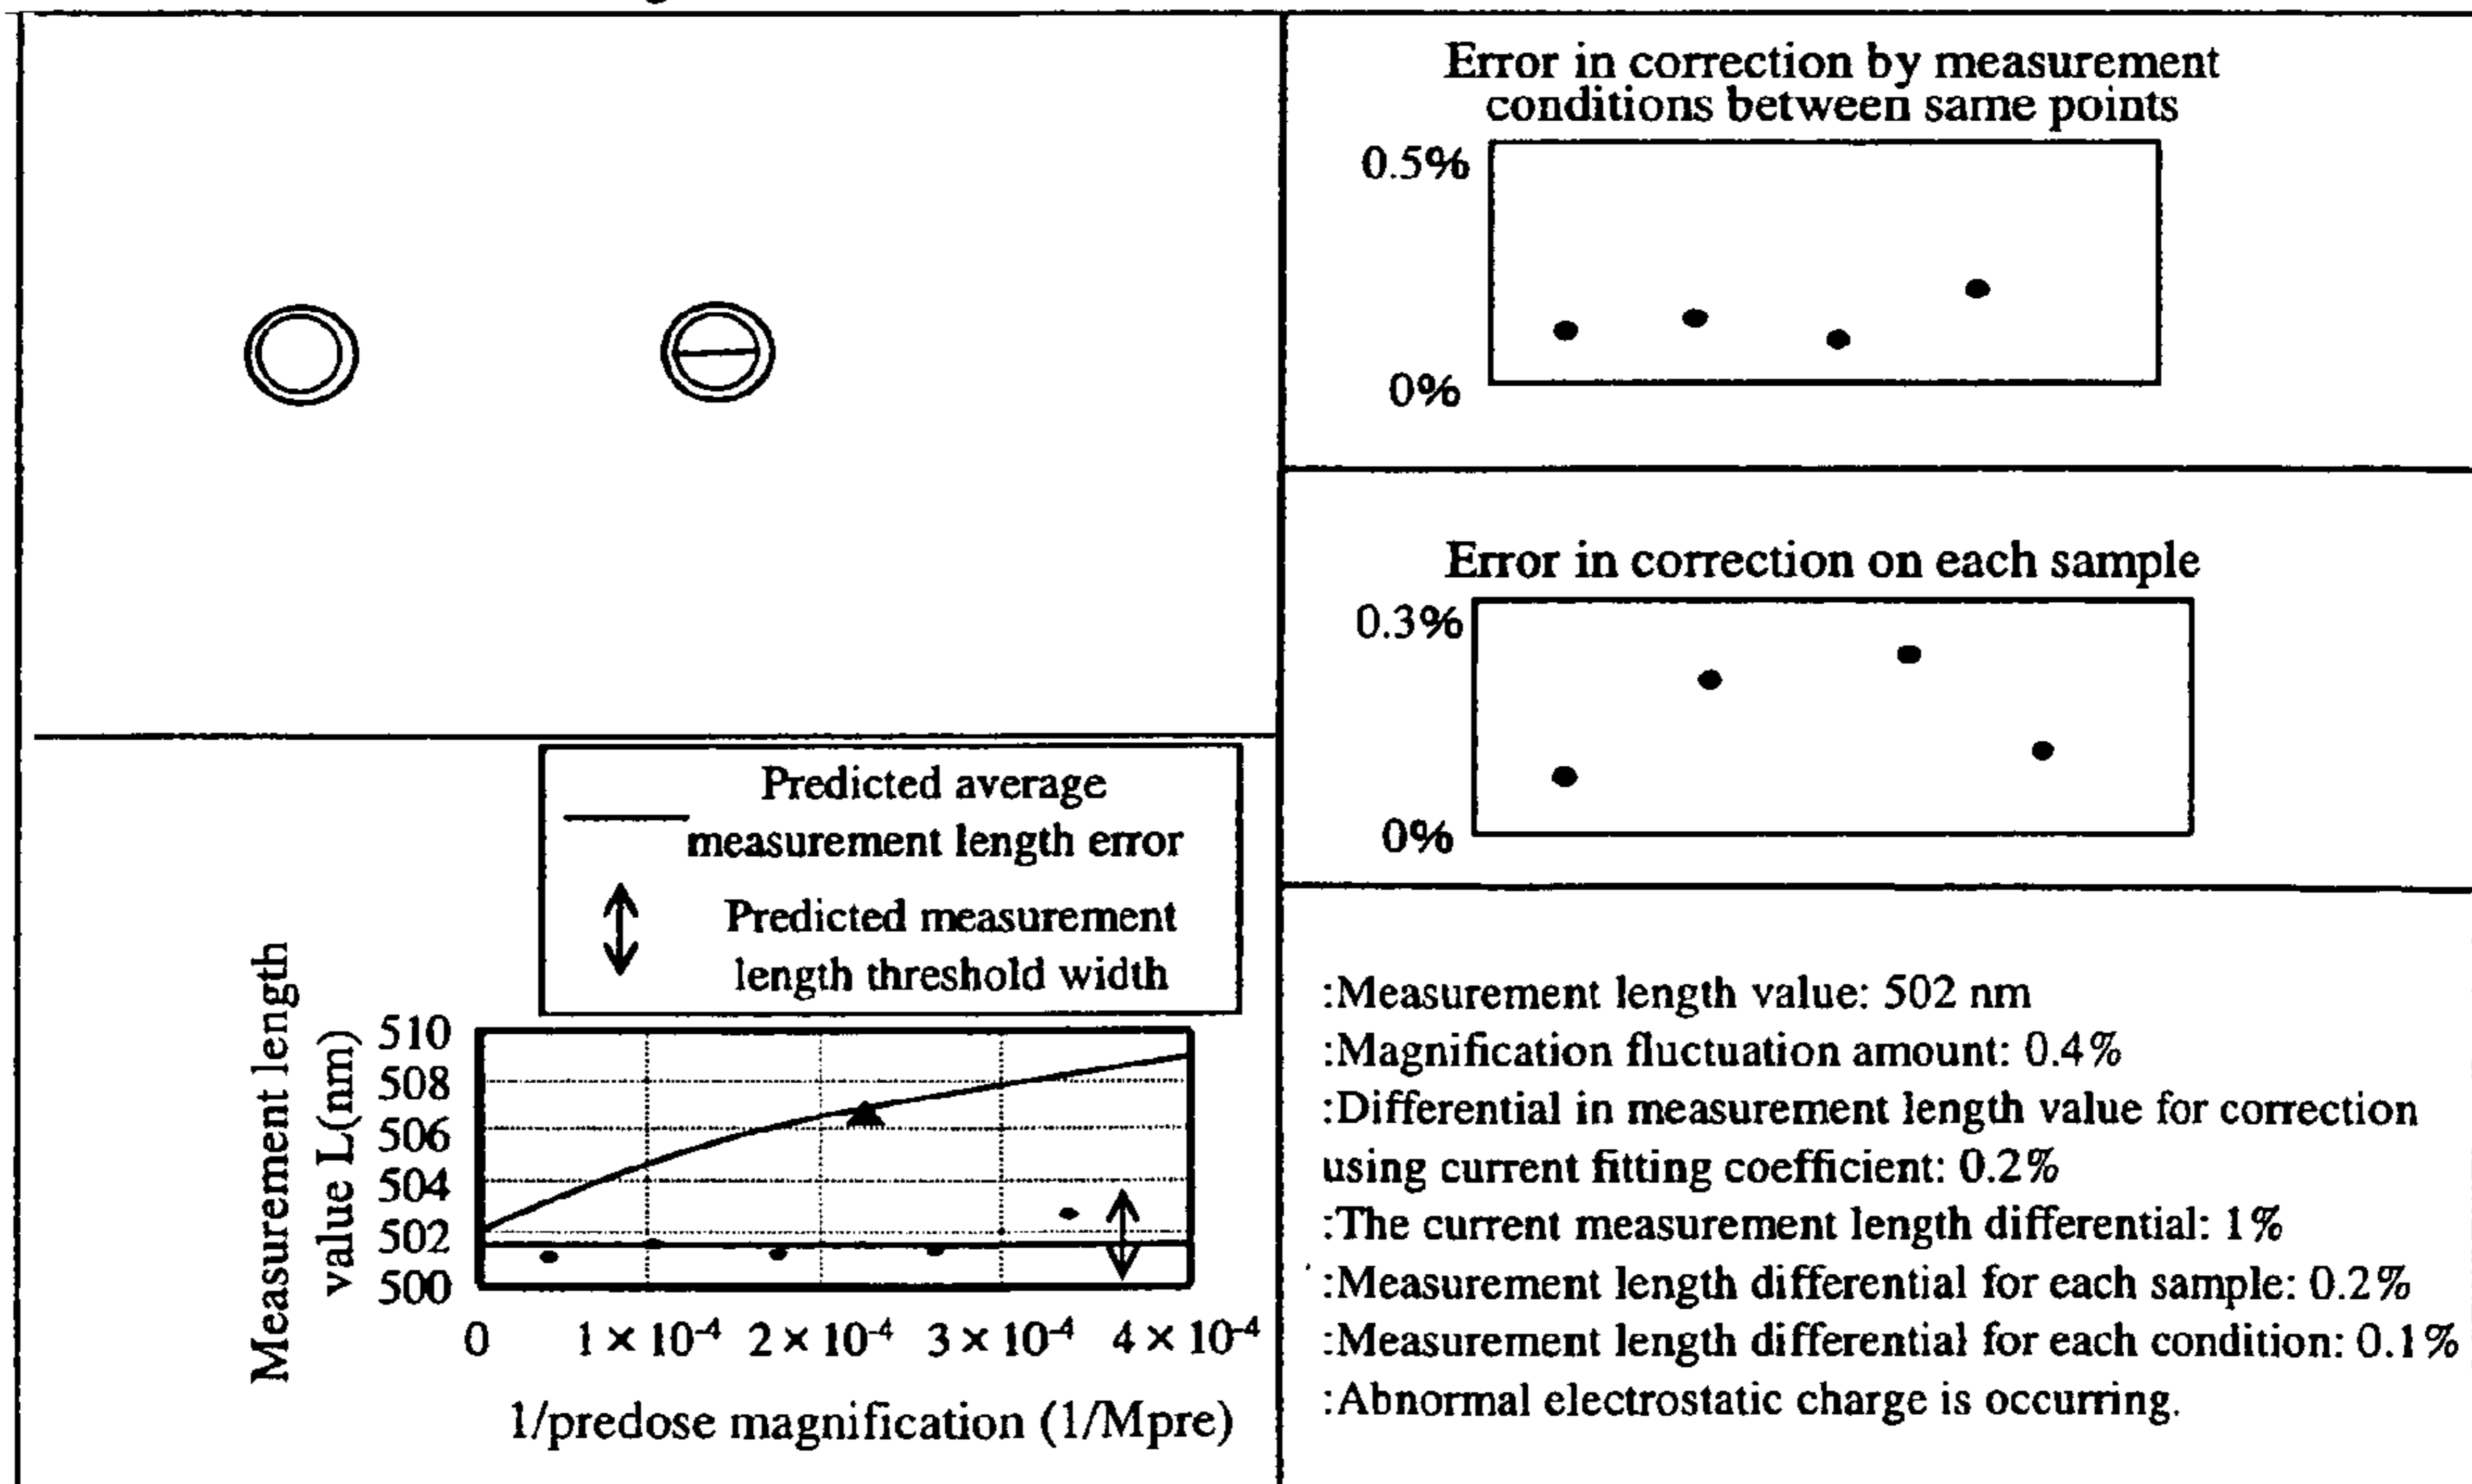 Error in correction by measurement
conditions between same points
0.5%
0%
Error in correction on each sample
0.3%
0%
Predicted average
measurement length error
Predicted measurement
length threshold width
Measurement length
value L(nm)
510
508
506
504
502
500
0 1 × 10⁻⁴ 2 × 10⁻⁴ 3 × 10⁻⁴ 4 × 10⁻⁴
1/predose magnification (1/Mpre)
:Measurement length value: 502 nm
:Magnification fluctuation amount: 0.4%
:Differential in measurement length value for correction
using current fitting coefficient: 0.2%
:The current measurement length differential: 1%
:Measurement length differential for each sample: 0.2%
:Measurement length differential for each condition: 0.1%
:Abnormal electrostatic charge is occurring.